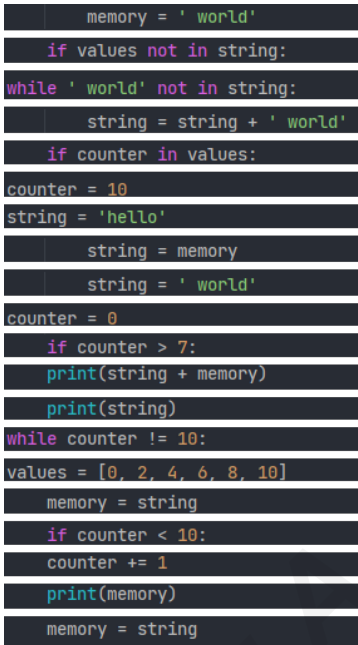 memory = ' world'
if values not in string:
while ' world' not in string:
string = string + ' world'
if counter in values:
counter = 10
string = 'hello'
string = memory
string = ' world'
counter = 0
if counter > 7:
print(string + memory)
print(string)
while counter != 10:
values = [0, 2, 4, 6, 8, 10]
memory = string
if counter < 10:
counter += 1
print(memory)
memory = string